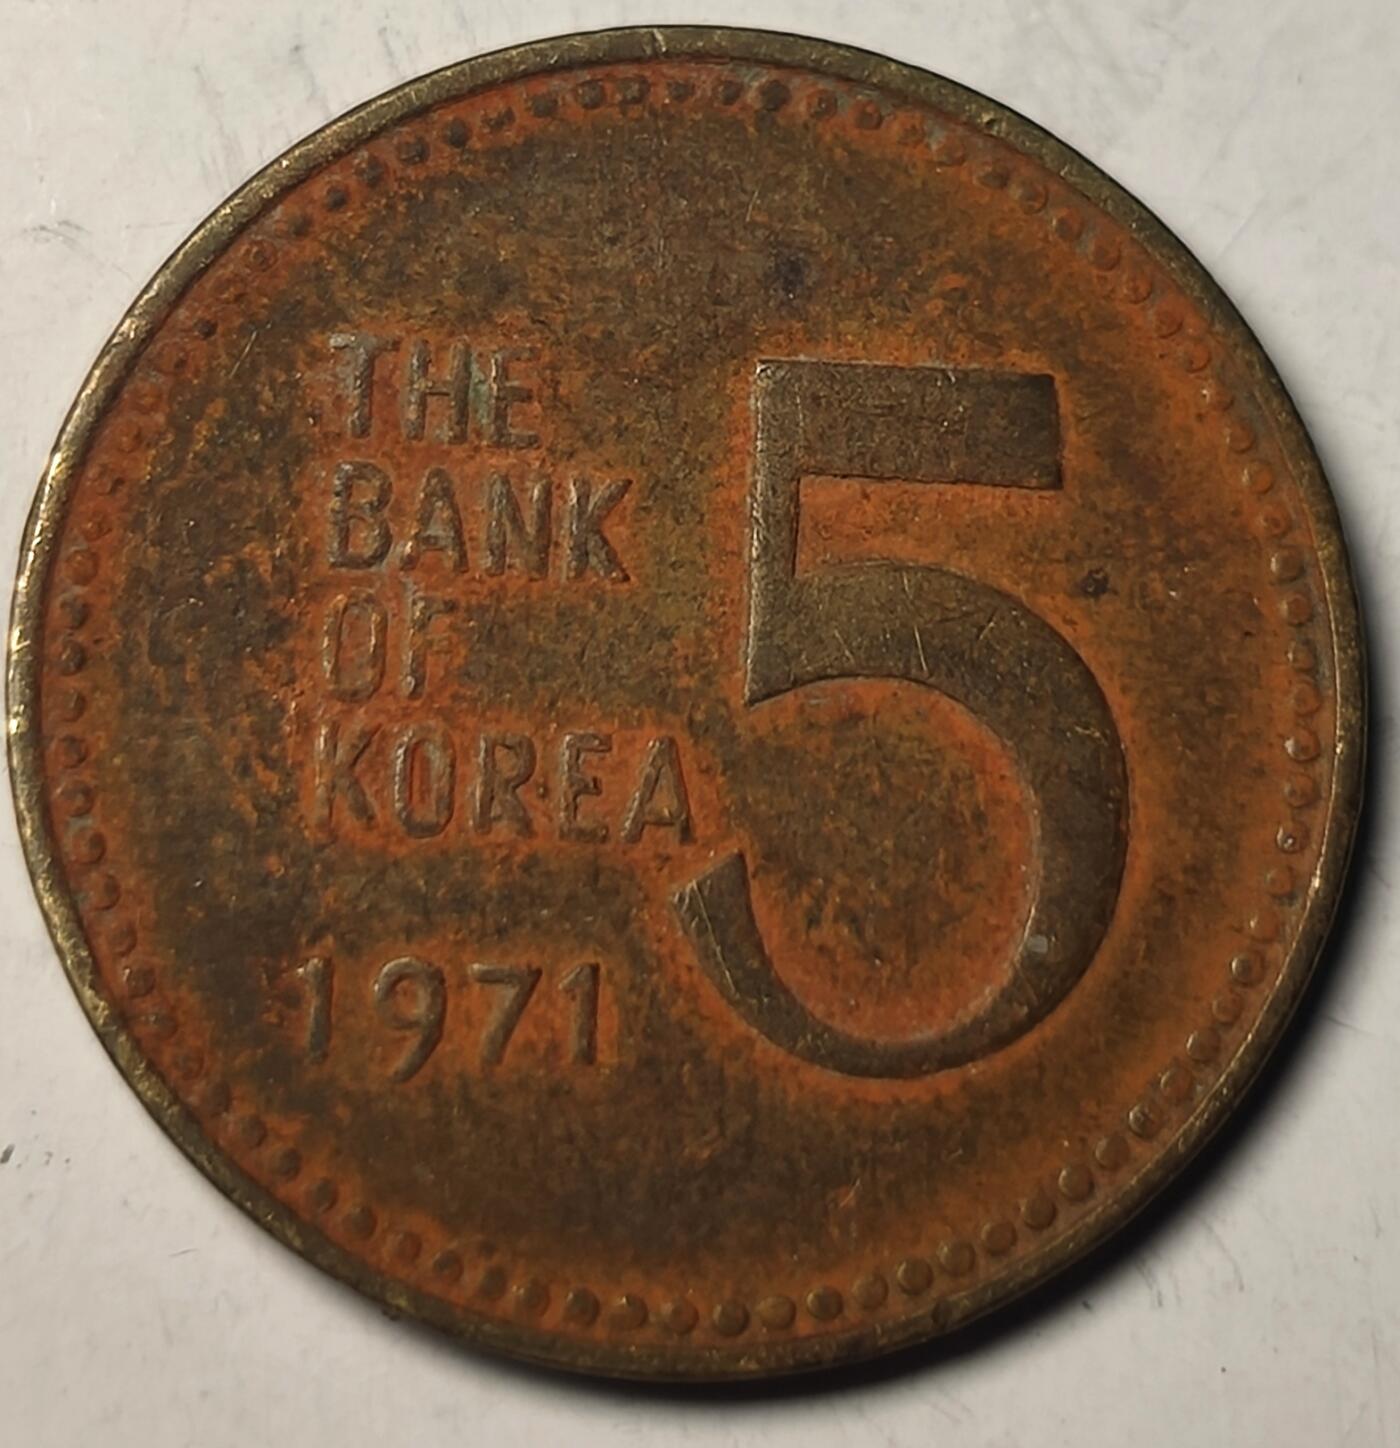 THE
BANK
OF
KOREA
1971
5